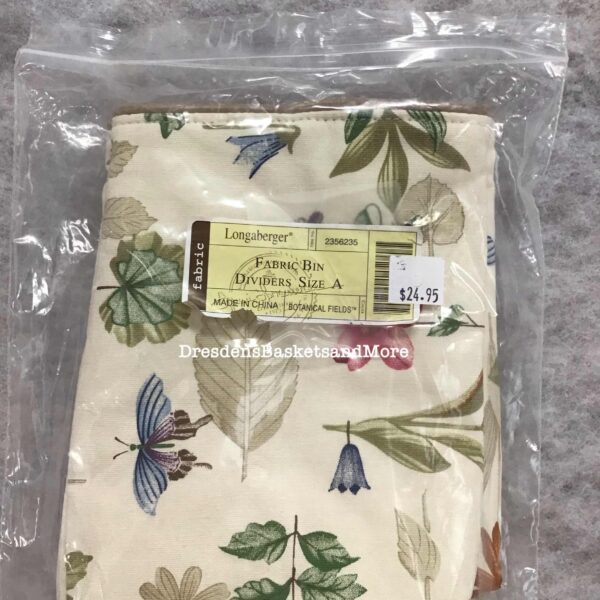 fabric
Longaberger®
2356235
FABRIC BIN
DIVIDERS SIZE A
MADE IN CHINA
BOTANICAL FIELDS™
$24.95
DresdensBasketsandMore